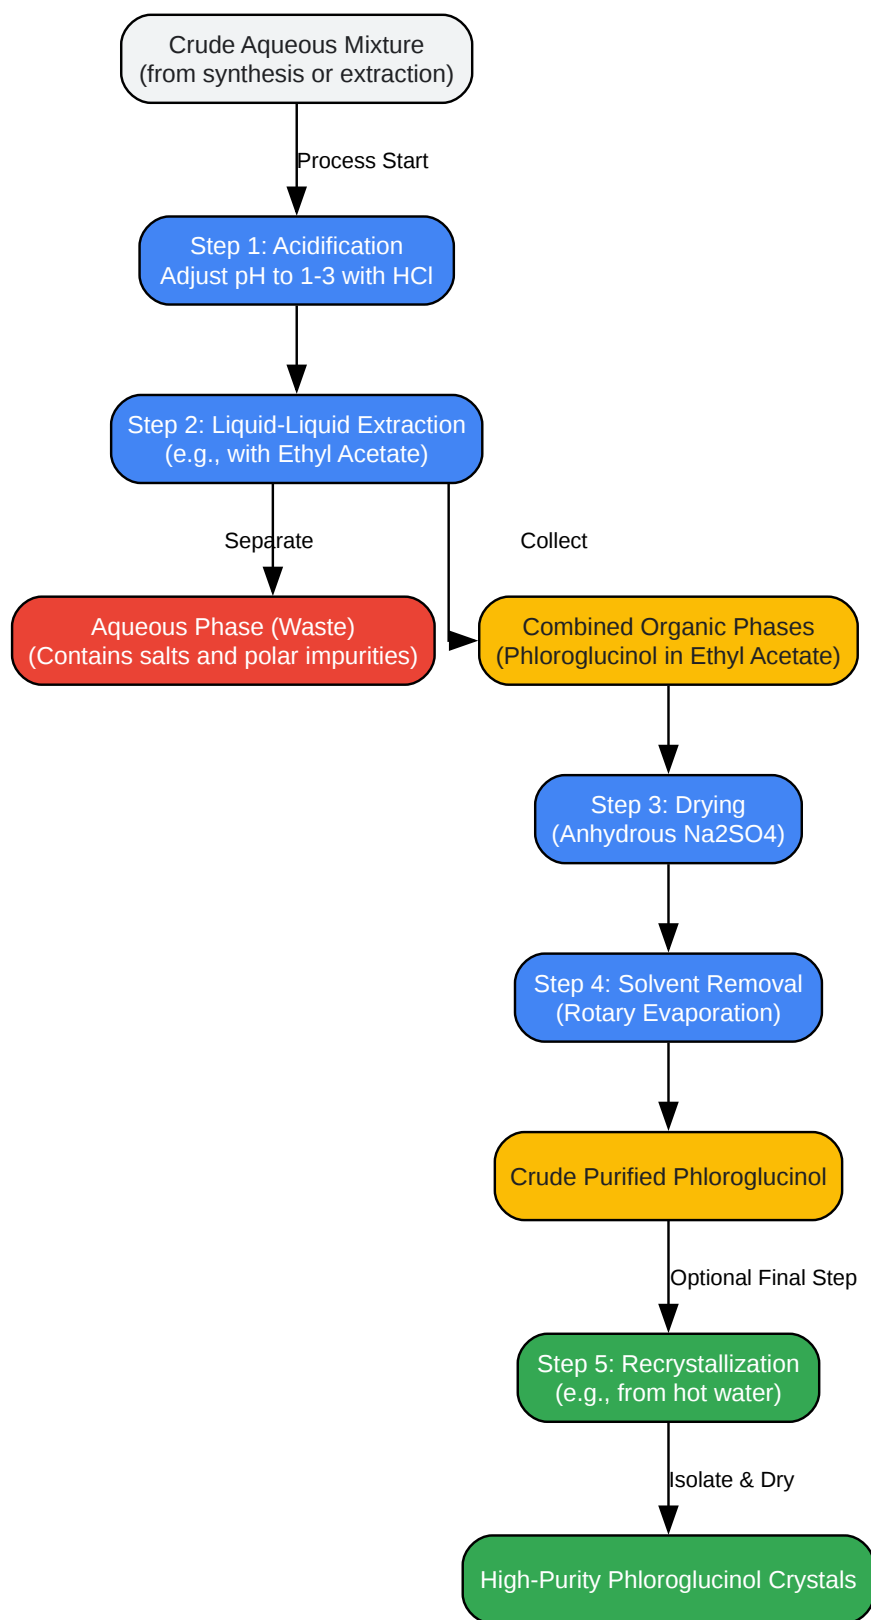 Crude Aqueous Mixture
(from synthesis or extraction)
Process Start
Step 1: Acidification
Adjust pH to 1-3 with HCl
Step 2: Liquid-Liquid Extraction
(e.g., with Ethyl Acetate)
Separate
Collect
Aqueous Phase (Waste)
(Contains salts and polar impurities)
Combined Organic Phases
(Phloroglucinol in Ethyl Acetate)
Step 3: Drying
(Anhydrous Na2SO4)
Step 4: Solvent Removal
(Rotary Evaporation)
Crude Purified Phloroglucinol
Optional Final Step
Step 5: Recrystallization
(e.g., from hot water)
Isolate & Dry
High-Purity Phloroglucinol Crystals